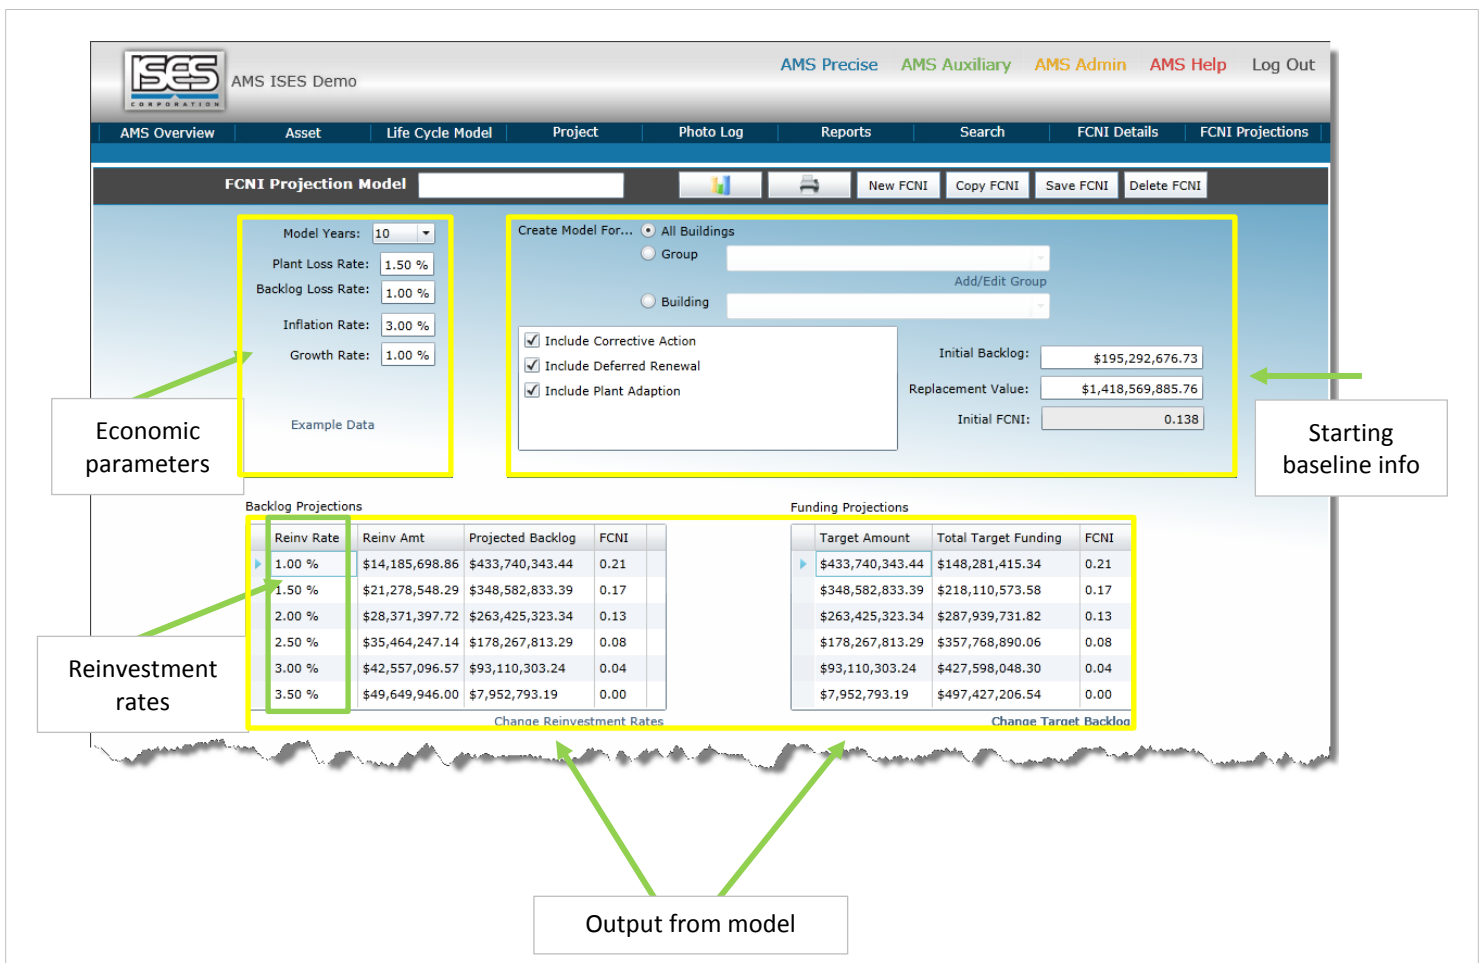 ISES
CORPORATION
AMS ISES Demo
AMS Precise AMS Auxiliary AMS Admin AMS Help Log Out
AMS Overview Asset Life Cycle Model Project Photo Log Reports Search FCNI Details FCNI Projections
FCNI Projection Model New FCNI Copy FCNI Save FCNI Delete FCNI
Model Years: 10
Plant Loss Rate: 1.50 %
Backlog Loss Rate: 1.00 %
Inflation Rate: 3.00 %
Growth Rate: 1.00 %
Example Data
Create Model For... All Buildings
Group
Add/Edit Group
Building
Include Corrective Action
Include Deferred Renewal
Include Plant Adaption
Initial Backlog: $195,292,676.73
Replacement Value: $1,418,569,885.76
Initial FCNI: 0.138
Economic
parameters
Starting
baseline info
Backlog Projections
Reinv Rate Reinv Amt Projected Backlog FCNI
1.00 % $14,185,698.86 $433,740,343.44 0.21
1.50 % $21,278,548.29 $348,582,833.39 0.17
2.00 % $28,371,397.72 $263,425,323.34 0.13
2.50 % $35,464,247.14 $178,267,813.29 0.08
3.00 % $42,557,096.57 $93,110,303.24 0.04
3.50 % $49,649,946.00 $7,952,793.19 0.00
Change Reinvestment Rates
Funding Projections
Target Amount Total Target Funding FCNI
$433,740,343.44 $148,281,415.34 0.21
$348,582,833.39 $218,110,573.58 0.17
$263,425,323.34 $287,939,731.82 0.13
$178,267,813.29 $357,768,890.06 0.08
$93,110,303.24 $427,598,048.30 0.04
$7,952,793.19 $497,427,206.54 0.00
Change Target Backlog
Reinvestment
rates
Output from model